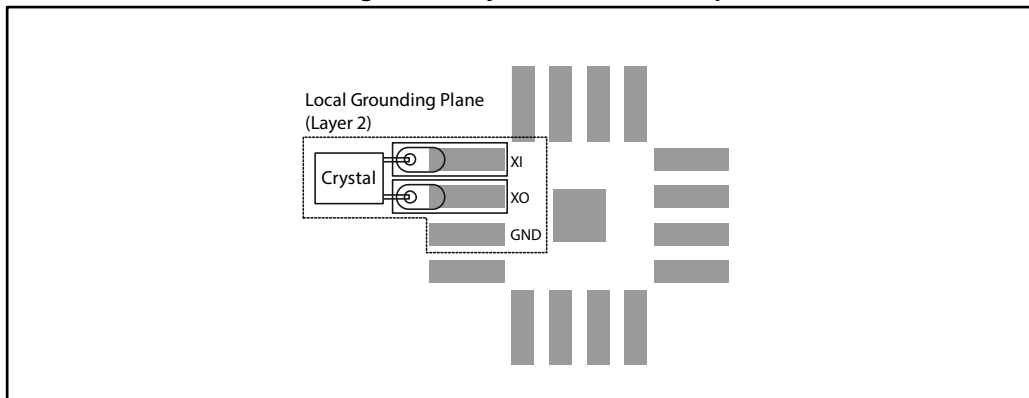 Local Grounding Plane
(Layer 2)
XI
Crystal
XO
GND